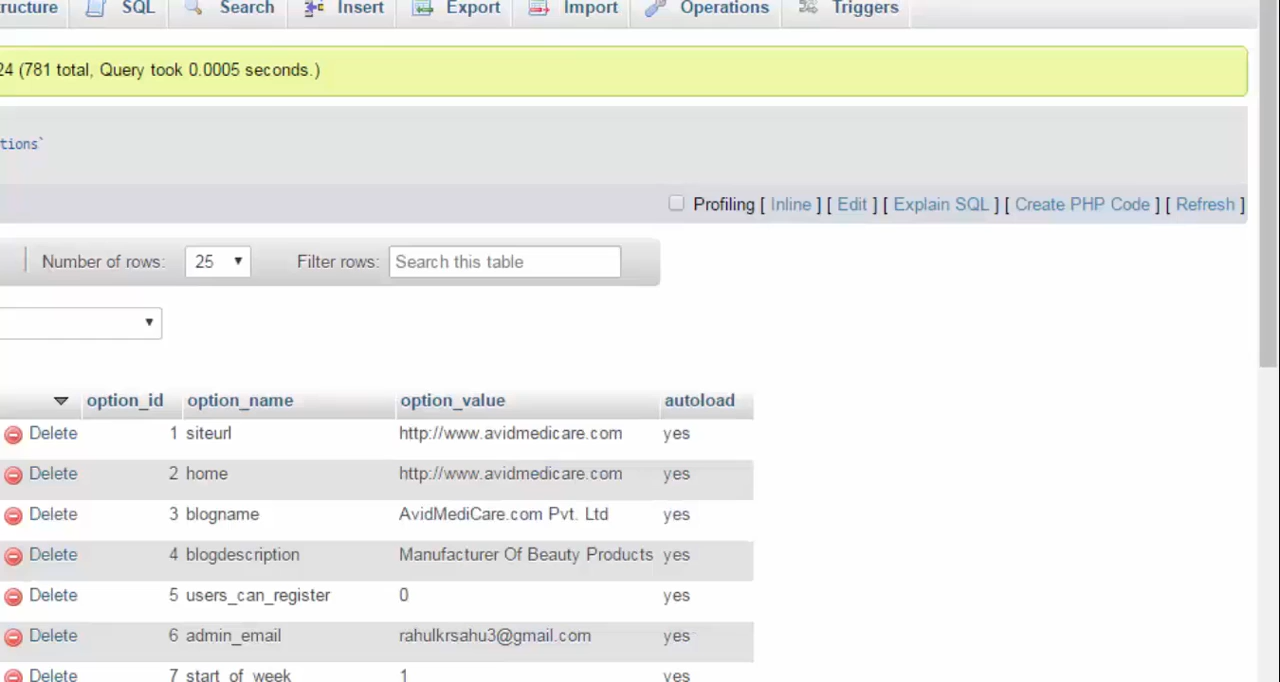 ructure SQL Search Insert Export Import Operations Triggers
24 (781 total, Query took 0.0005 seconds.)
tions`
Profiling [ Inline ] [ Edit ] [ Explain SQL ] [ Create PHP Code ] [ Refresh ]
Number of rows: 25 Filter rows: Search this table
option_id option_name option_value autoload
Delete 1 siteurl http://www.avidmedicare.com yes
Delete 2 home http://www.avidmedicare.com yes
Delete 3 blogname AvidMediCare.com Pvt. Ltd yes
Delete 4 blogdescription Manufacturer Of Beauty Products yes
Delete 5 users_can_register 0 yes
Delete 6 admin_email rahulkrsahu3@gmail.com yes
Delete 7 start_of_week 1 yes